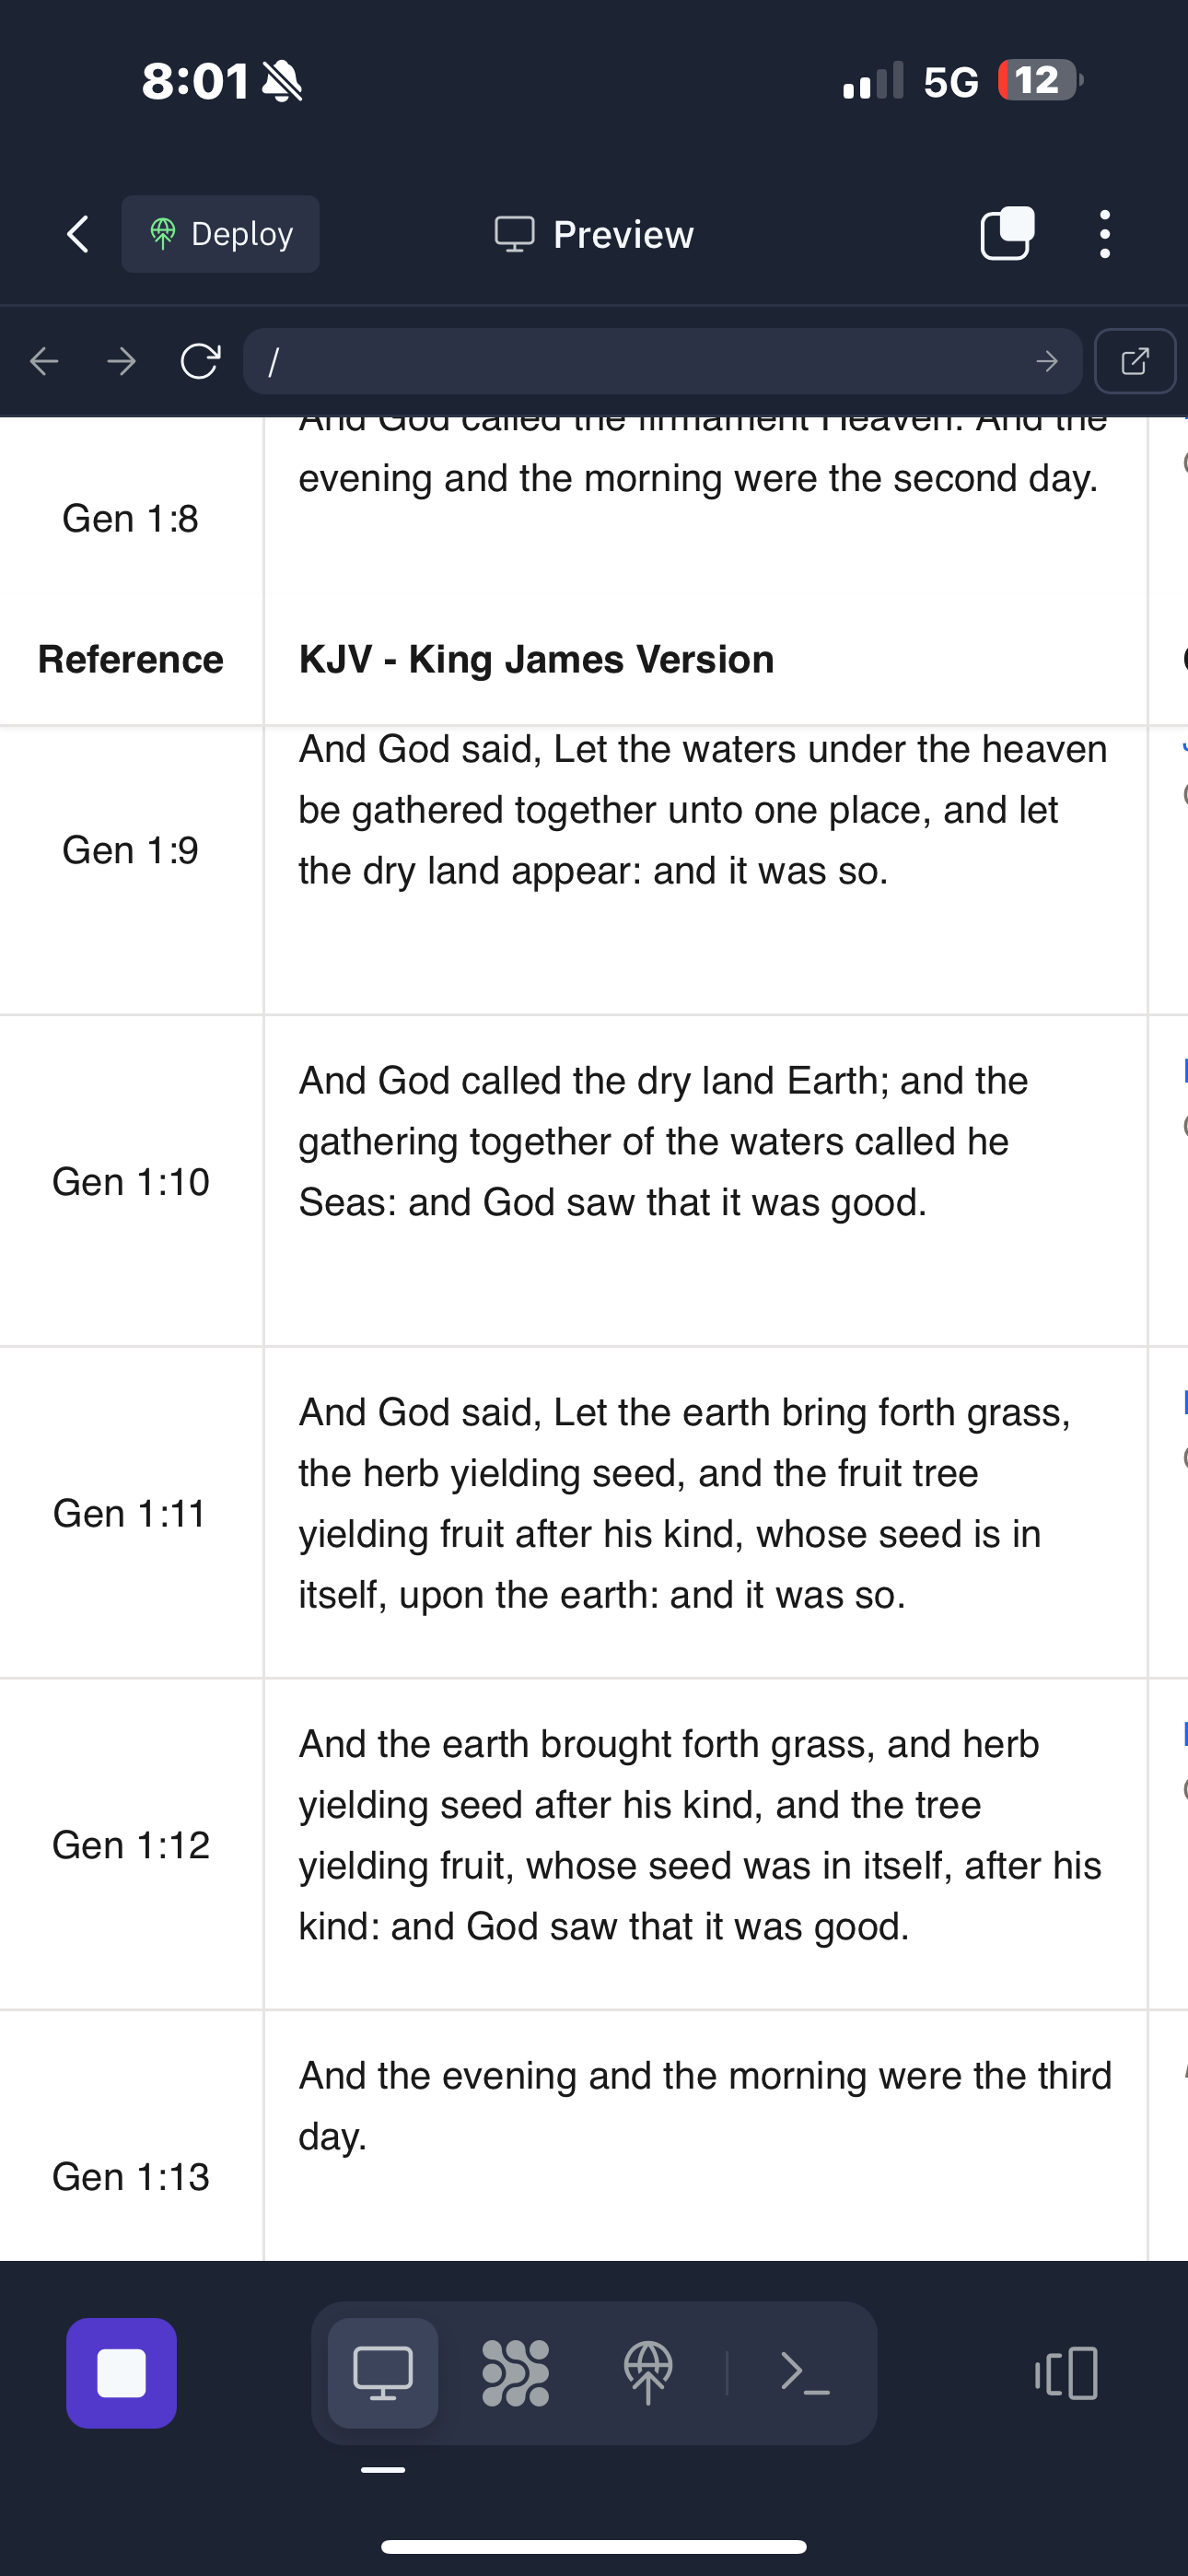 8:01
5G
12
Deploy
Preview
/
And God called the firmament Heaven. And the
evening and the morning were the second day.
Gen 1:8
Reference
KJV - King James Version
And God said, Let the waters under the heaven
be gathered together unto one place, and let
the dry land appear: and it was so.
Gen 1:9
And God called the dry land Earth; and the
gathering together of the waters called he
Seas: and God saw that it was good.
Gen 1:10
And God said, Let the earth bring forth grass,
the herb yielding seed, and the fruit tree
yielding fruit after his kind, whose seed is in
itself, upon the earth: and it was so.
Gen 1:11
And the earth brought forth grass, and herb
yielding seed after his kind, and the tree
yielding fruit, whose seed was in itself, after his
kind: and God saw that it was good.
Gen 1:12
And the evening and the morning were the third
day.
Gen 1:13